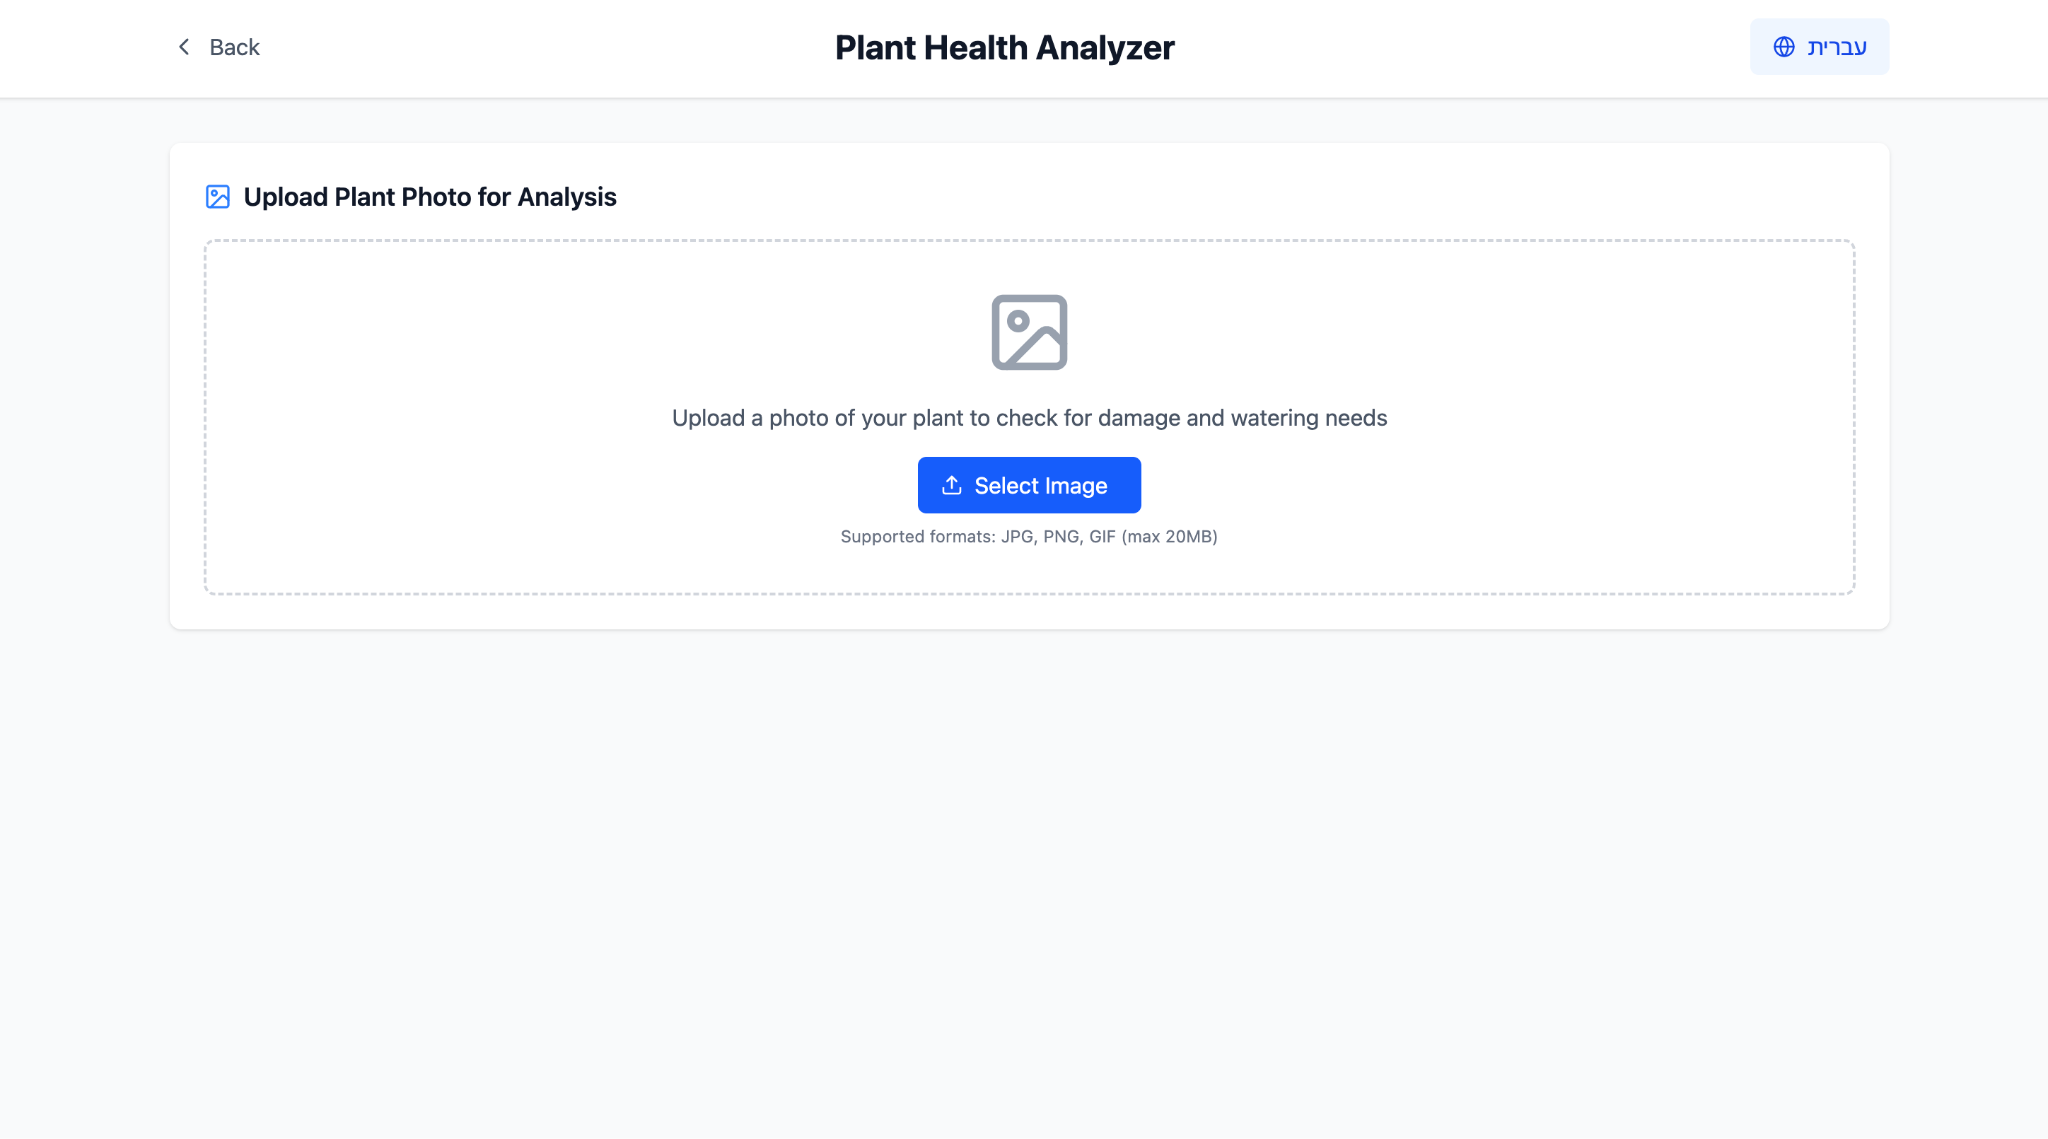 Back
Plant Health Analyzer
עברית
Upload Plant Photo for Analysis
Upload a photo of your plant to check for damage and watering needs
Select Image
Supported formats: JPG, PNG, GIF (max 20MB)